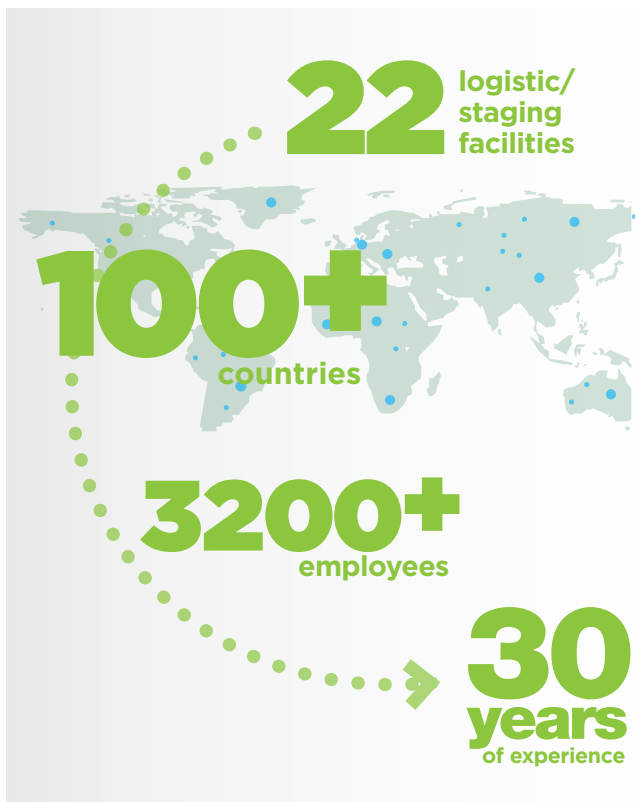 22
logistic/
staging
facilities
100+
countries
3200+
employees
30
years
of experience